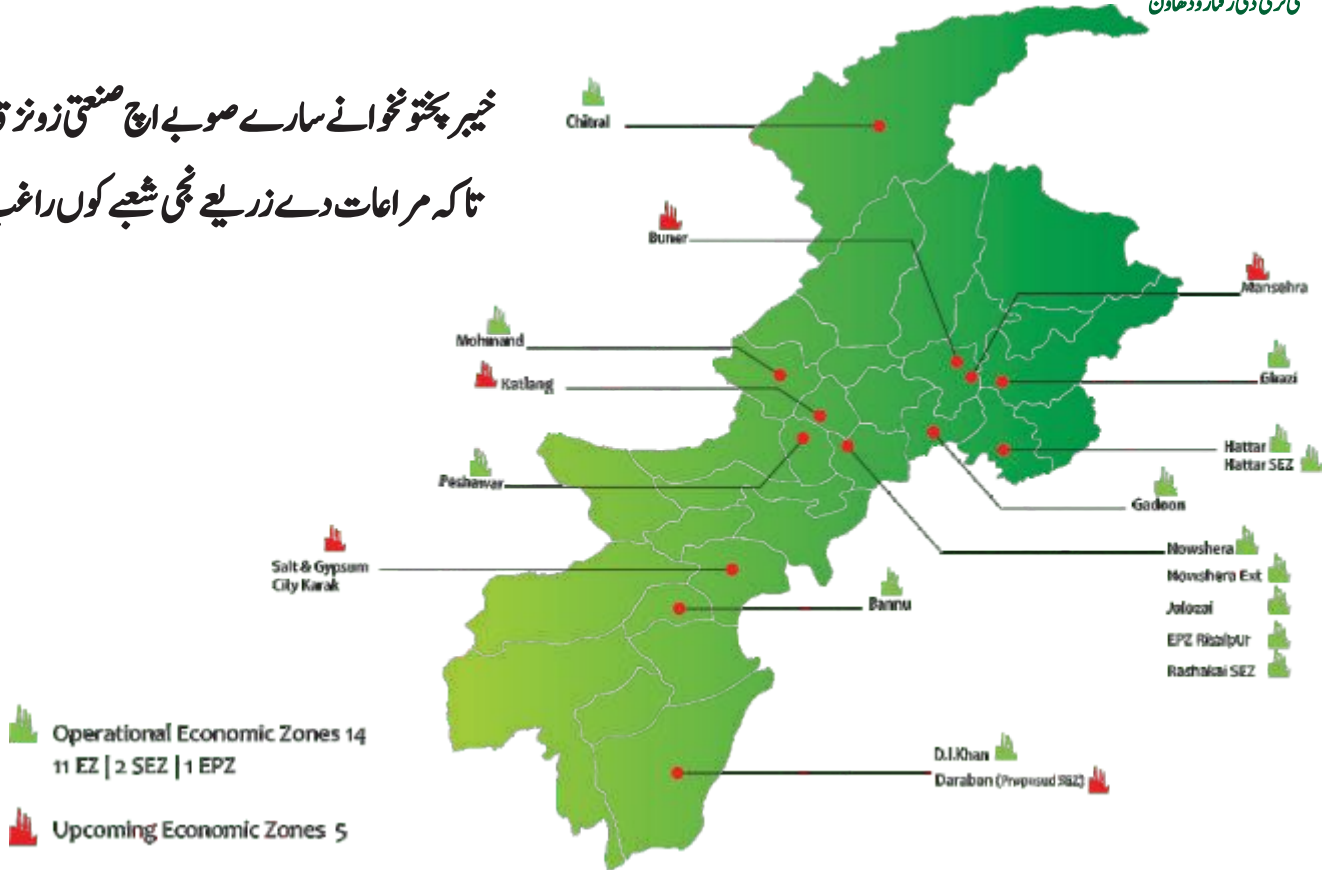 خیبر پختونخوا نے سارے صوبے اچ صنعتی زونز
تاکہ مراعات دے زریعے نجی شعبے کوں راغب
Chitral
Buner
Mansehra
Mohmand
Katlang
Ghazi
Hattar
Hattar SEZ
Peshawar
Gadoon
Nowshera
Nowshera Ext
Jalozai
EPZ Risalpur
Rashakai SEZ
Salt & Gypsum
City Karak
Bannu
D.I.Khan
Daraban (Proposed SEZ)
Operational Economic Zones 14
11 EZ | 2 SEZ | 1 EPZ
Upcoming Economic Zones 5